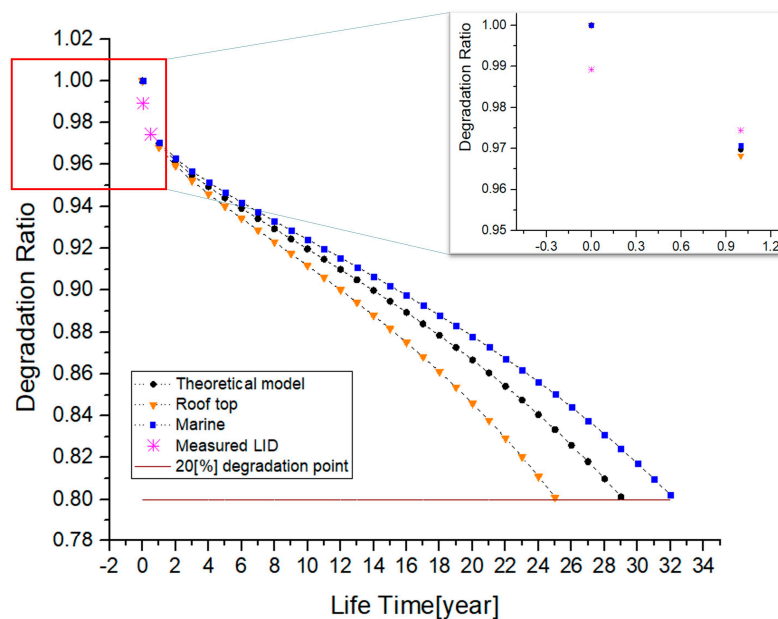 1.02
1.00
0.98
0.96
0.94
0.92
0.90
0.88
0.86
0.84
0.82
0.80
0.78
Degradation Ratio
-2 0 2 4 6 8 10 12 14 16 18 20 22 24 26 28 30 32 34
Life Time[year]
Theoretical model
Roof top
Marine
Measured LID
20[%] degradation point
1.00
0.99
0.98
0.97
0.96
0.95
Degradation Ratio
-0.3 0.0 0.3 0.6 0.9 1.2